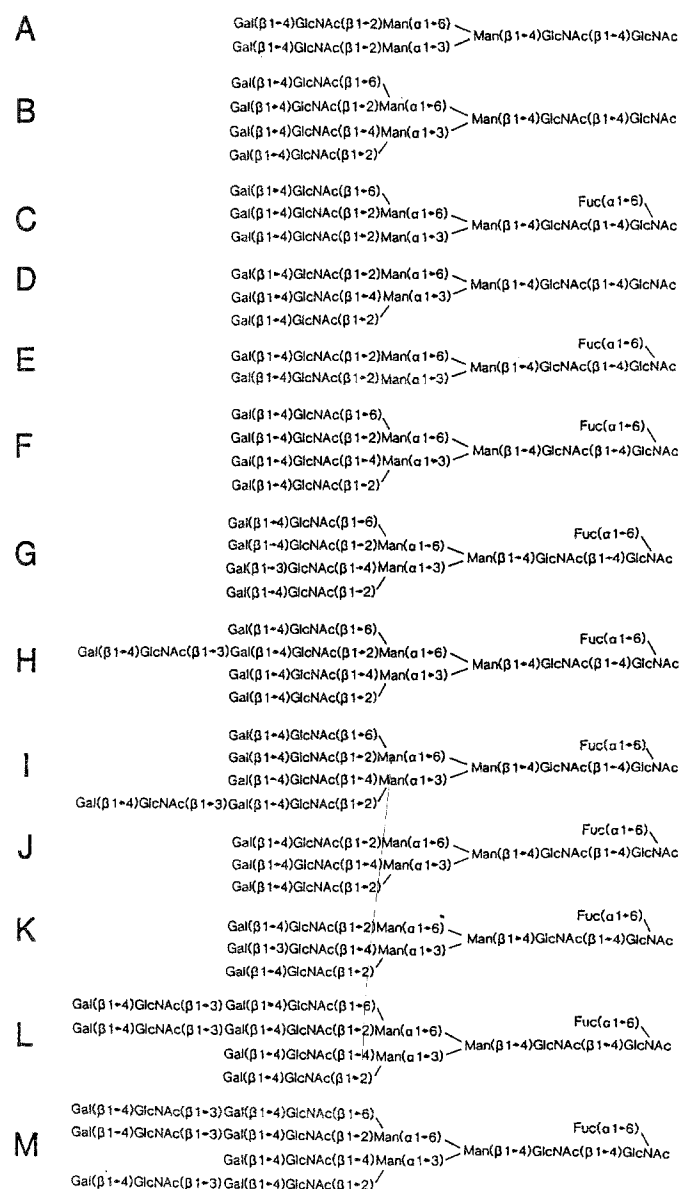 A
Gal(β1→4)GlcNAc(β1→2)Man(α1→6)
Gal(β1→4)GlcNAc(β1→2)Man(α1→3)
Man(β1→4)GlcNAc(β1→4)GlcNAc
B
Gal(β1→4)GlcNAc(β1→6)
Gal(β1→4)GlcNAc(β1→2)Man(α1→6)
Man(β1→4)GlcNAc(β1→4)GlcNAc
Gal(β1→4)GlcNAc(β1→4)Man(α1→3)
Gal(β1→4)GlcNAc(β1→2)
C
Gal(β1→4)GlcNAc(β1→6)
Fuc(α1→6)
Gal(β1→4)GlcNAc(β1→2)Man(α1→6)
Man(β1→4)GlcNAc(β1→4)GlcNAc
Gal(β1→4)GlcNAc(β1→2)Man(α1→3)
D
Gal(β1→4)GlcNAc(β1→2)Man(α1→6)
Man(β1→4)GlcNAc(β1→4)GlcNAc
Gal(β1→4)GlcNAc(β1→4)Man(α1→3)
Gal(β1→4)GlcNAc(β1→2)
E
Fuc(α1→6)
Gal(β1→4)GlcNAc(β1→2)Man(α1→6)
Man(β1→4)GlcNAc(β1→4)GlcNAc
Gal(β1→4)GlcNAc(β1→2)Man(α1→3)
F
Gal(β1→4)GlcNAc(β1→6)
Fuc(α1→6)
Gal(β1→4)GlcNAc(β1→2)Man(α1→6)
Man(β1→4)GlcNAc(β1→4)GlcNAc
Gal(β1→4)GlcNAc(β1→4)Man(α1→3)
Gal(β1→4)GlcNAc(β1→2)
G
Gal(β1→4)GlcNAc(β1→6)
Fuc(α1→6)
Gal(β1→4)GlcNAc(β1→2)Man(α1→6)
Man(β1→4)GlcNAc(β1→4)GlcNAc
Gal(β1→3)GlcNAc(β1→4)Man(α1→3)
Gal(β1→4)GlcNAc(β1→2)
H
Gal(β1→4)GlcNAc(β1→6)
Fuc(α1→6)
Gal(β1→4)GlcNAc(β1→3)Gal(β1→4)GlcNAc(β1→2)Man(α1→6)
Man(β1→4)GlcNAc(β1→4)GlcNAc
Gal(β1→4)GlcNAc(β1→4)Man(α1→3)
Gal(β1→4)GlcNAc(β1→2)
I
Gal(β1→4)GlcNAc(β1→6)
Fuc(α1→6)
Gal(β1→4)GlcNAc(β1→2)Man(α1→6)
Man(β1→4)GlcNAc(β1→4)GlcNAc
Gal(β1→4)GlcNAc(β1→4)Man(α1→3)
Gal(β1→4)GlcNAc(β1→3)Gal(β1→4)GlcNAc(β1→2)
J
Fuc(α1→6)
Gal(β1→4)GlcNAc(β1→2)Man(α1→6)
Man(β1→4)GlcNAc(β1→4)GlcNAc
Gal(β1→4)GlcNAc(β1→4)Man(α1→3)
Gal(β1→4)GlcNAc(β1→2)
K
Fuc(α1→6)
Gal(β1→4)GlcNAc(β1→2)Man(α1→6)
Man(β1→4)GlcNAc(β1→4)GlcNAc
Gal(β1→3)GlcNAc(β1→4)Man(α1→3)
Gal(β1→4)GlcNAc(β1→2)
L
Gal(β1→4)GlcNAc(β1→3)Gal(β1→4)GlcNAc(β1→6)
Fuc(α1→6)
Gal(β1→4)GlcNAc(β1→3)Gal(β1→4)GlcNAc(β1→2)Man(α1→6)
Man(β1→4)GlcNAc(β1→4)GlcNAc
Gal(β1→4)GlcNAc(β1→4)Man(α1→3)
Gal(β1→4)GlcNAc(β1→2)
M
Gal(β1→4)GlcNAc(β1→3)Gal(β1→4)GlcNAc(β1→6)
Fuc(α1→6)
Gal(β1→4)GlcNAc(β1→3)Gal(β1→4)GlcNAc(β1→2)Man(α1→6)
Man(β1→4)GlcNAc(β1→4)GlcNAc
Gal(β1→4)GlcNAc(β1→4)Man(α1→3)
Gal(β1→4)GlcNAc(β1→3)Gal(β1→4)GlcNAc(β1→2)